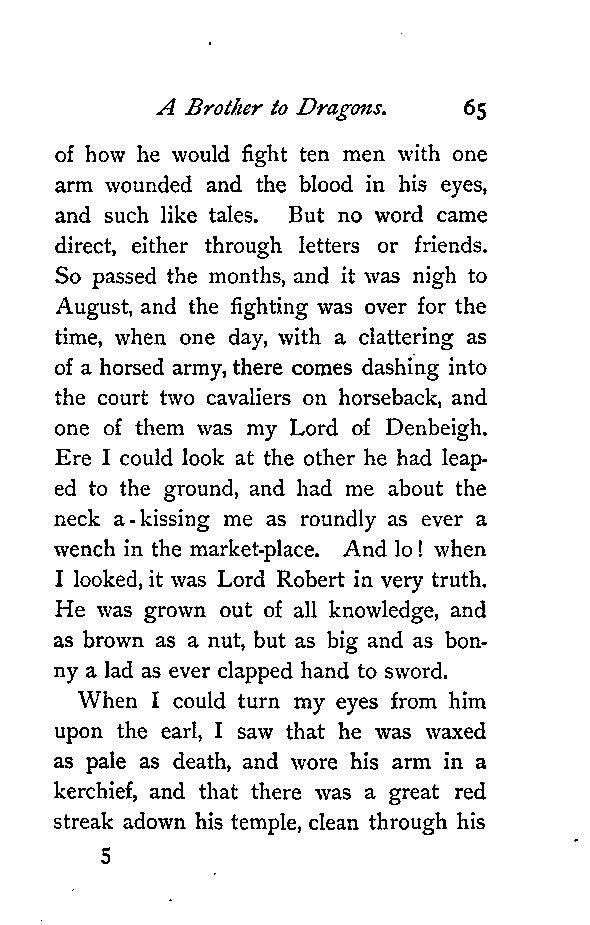 A Brother to Dragons. 65
of how he would fight ten men with one
arm wounded and the blood in his eyes,
and such like tales. But no word came
direct, either through letters or friends.
So passed the months, and it was nigh to
August, and the fighting was over for the
time, when one day, with a clattering as
of a horsed army, there comes dashing into
the court two cavaliers on horseback, and
one of them was my Lord of Denbeigh.
Ere I could look at the other he had leap-
ed to the ground, and had me about the
neck a-kissing me as roundly as ever a
wench in the market-place. And lo! when
I looked, it was Lord Robert in very truth.
He was grown out of all knowledge, and
as brown as a nut, but as big and as bon-
ny a lad as ever clapped hand to sword.
When I could turn my eyes from him
upon the earl, I saw that he was waxed
as pale as death, and wore his arm in a
kerchief, and that there was a great red
streak adown his temple, clean through his
5